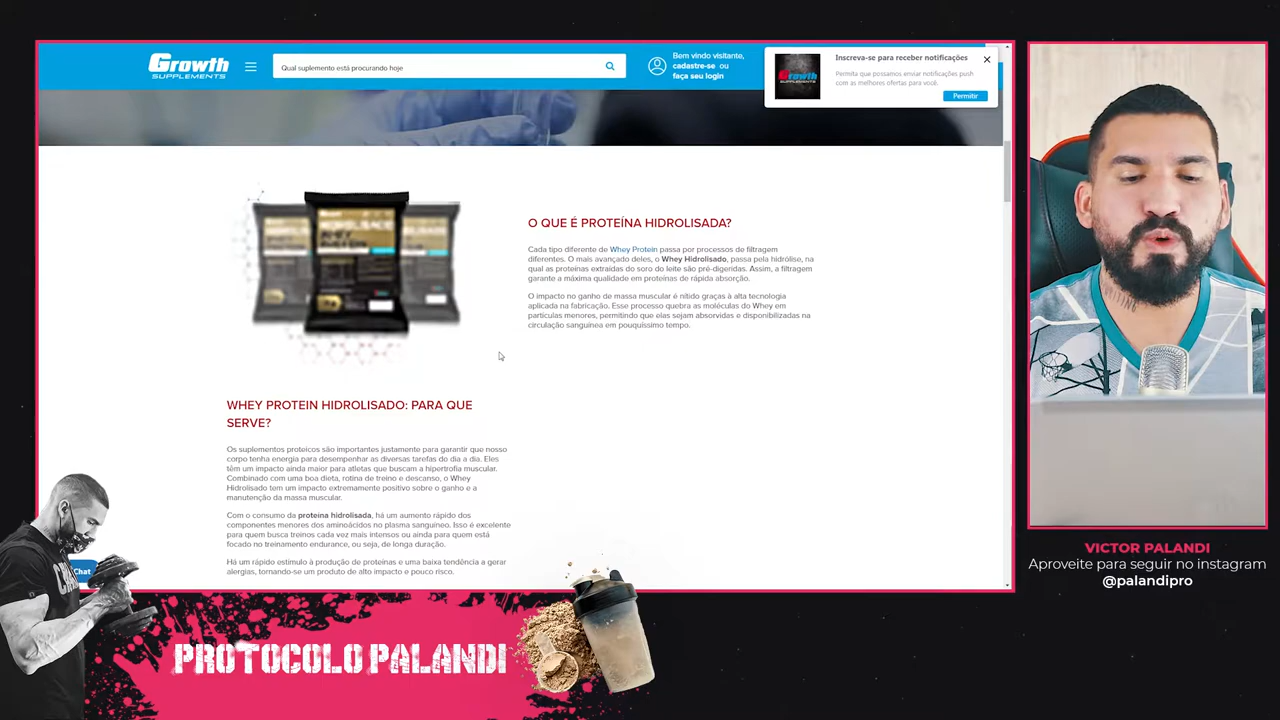 Growth
SUPPLEMENTS
Qual suplemento está procurando hoje
Bem vindo visitante,
cadastre-se ou
faça seu login
Growth
Inscreva-se para receber notificações
Permita que possamos enviar notificações push
com as melhores ofertas para você.
Permitir
O QUE É PROTEÍNA HIDROLISADA?
Cada tipo diferente de Whey Protein passa por processos de filtragem
diferentes. O mais avançado deles, o Whey Hidrolisado, passa pela hidrólise, na
qual as proteínas extraídas do soro do leite são pré-digeridas. Assim, a filtragem
garante a máxima qualidade em proteínas de rápida absorção.
O impacto no ganho de massa muscular é nítido graças à alta tecnologia
aplicada na fabricação. Esse processo quebra as moléculas do Whey em
partículas menores, permitindo que elas sejam absorvidas e disponibilizadas na
circulação sanguínea em pouquíssimo tempo.
WHEY PROTEIN HIDROLISADO: PARA QUE
SERVE?
Os suplementos proteicos são importantes justamente para garantir que nosso
corpo tenha energia para desempenhar as diversas tarefas do dia a dia. Eles
têm um impacto ainda maior para atletas que buscam a hipertrofia muscular.
Combinado com uma boa dieta, rotina de treino e descanso, o Whey
Hidrolisado tem um impacto extremamente positivo sobre o ganho e a
manutenção da massa muscular.
Com o consumo da proteína hidrolisada, há um aumento rápido dos
componentes menores dos aminoácidos no plasma sanguíneo. Isso é excelente
para quem busca treinos cada vez mais intensos ou ainda para quem está
focado no treinamento endurance, ou seja, de longa duração.
Há um rápido estímulo à produção de proteínas e uma baixa tendência a gerar
alergias, tornando-se um produto de alto impacto e pouco risco.
Chat
VICTOR PALANDI
Aproveite para seguir no instagram
@palandipro
PROTOCOLO PALANDI